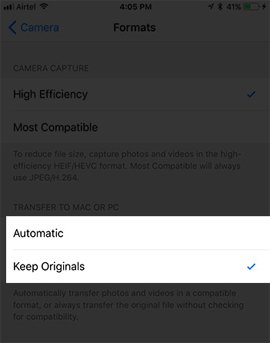 Airtel 4:05 PM 41%
Camera Formats
CAMERA CAPTURE
High Efficiency
Most Compatible
To reduce file size, capture photos and videos in the high-
efficiency HEIF/HEVC format. Most Compatible will always
use JPEG/H.264.
TRANSFER TO MAC OR PC
Automatic
Keep Originals
Automatically transfer photos and videos in a compatible
format, or always transfer the original file without checking
for compatibility.